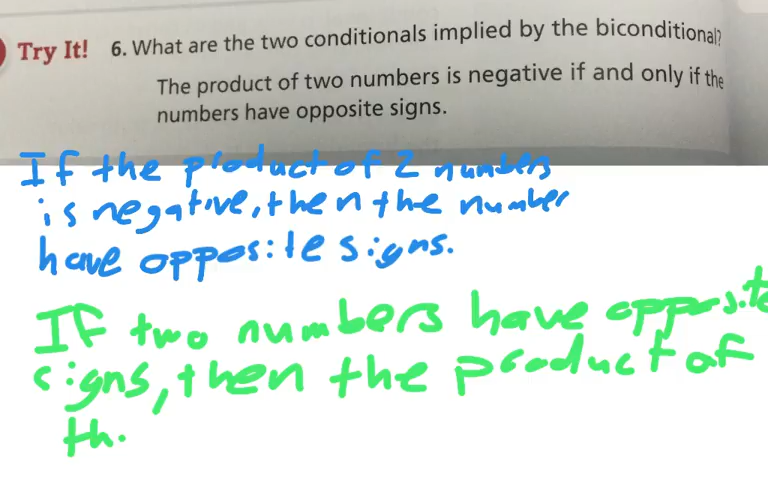 Try It! 6. What are the two conditionals implied by the biconditional?
The product of two numbers is negative if and only if the
numbers have opposite signs.
If the product of 2 numbers
is negative, then the number
have opposite signs.
If two numbers have opposite
signs, then the product of
th.